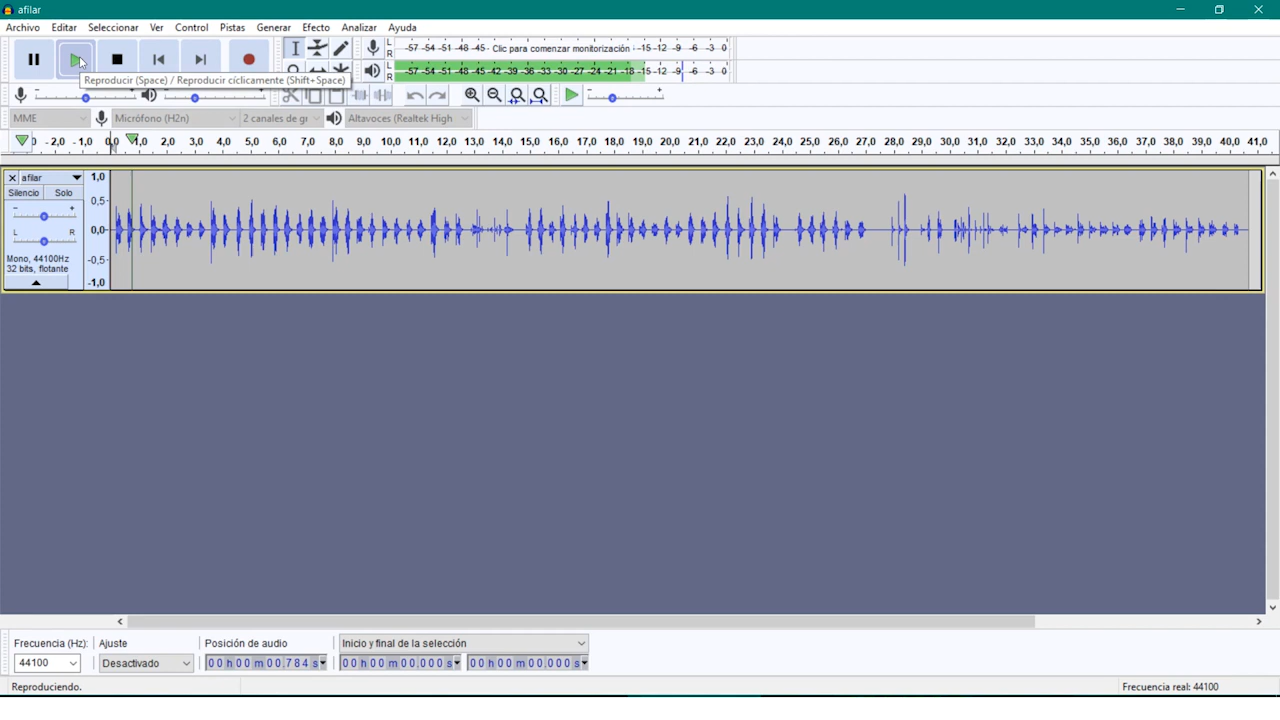 afilar
Archivo Editar Seleccionar Ver Control Pistas Generar Efecto Analizar Ayuda
L R -57 -54 -51 -48 -45 - Clic para comenzar monitorización -15 -12 -9 -6 -3 0
L R -57 -54 -51 -48 -45 -42 -39 -36 -33 -30 -27 -24 -21 -18 -15 -12 -9 -6 -3 0
Reproducir (Space) / Reproducir cíclicamente (Shift+Space)
MME Micrófono (H2n) 2 canales de gr Altavoces (Realtek High
- 2,0 - 1,0 0,0 1,0 2,0 3,0 4,0 5,0 6,0 7,0 8,0 9,0 10,0 11,0 12,0 13,0 14,0 15,0 16,0 17,0 18,0 19,0 20,0 21,0 22,0 23,0 24,0 25,0 26,0 27,0 28,0 29,0 30,0 31,0 32,0 33,0 34,0 35,0 36,0 37,0 38,0 39,0 40,0 41,0
afilar 1,0
Silencio Solo 0,5
- +
L R 0,0
Mono, 44100Hz
32 bits, flotante -0,5
-1,0
Frecuencia (Hz): Ajuste Posición de audio Inicio y final de la selección
44100 Desactivado 00 h 00 m 00.784 s 00 h 00 m 00.000 s 00 h 00 m 00.000 s
Reproduciendo. Frecuencia real: 44100